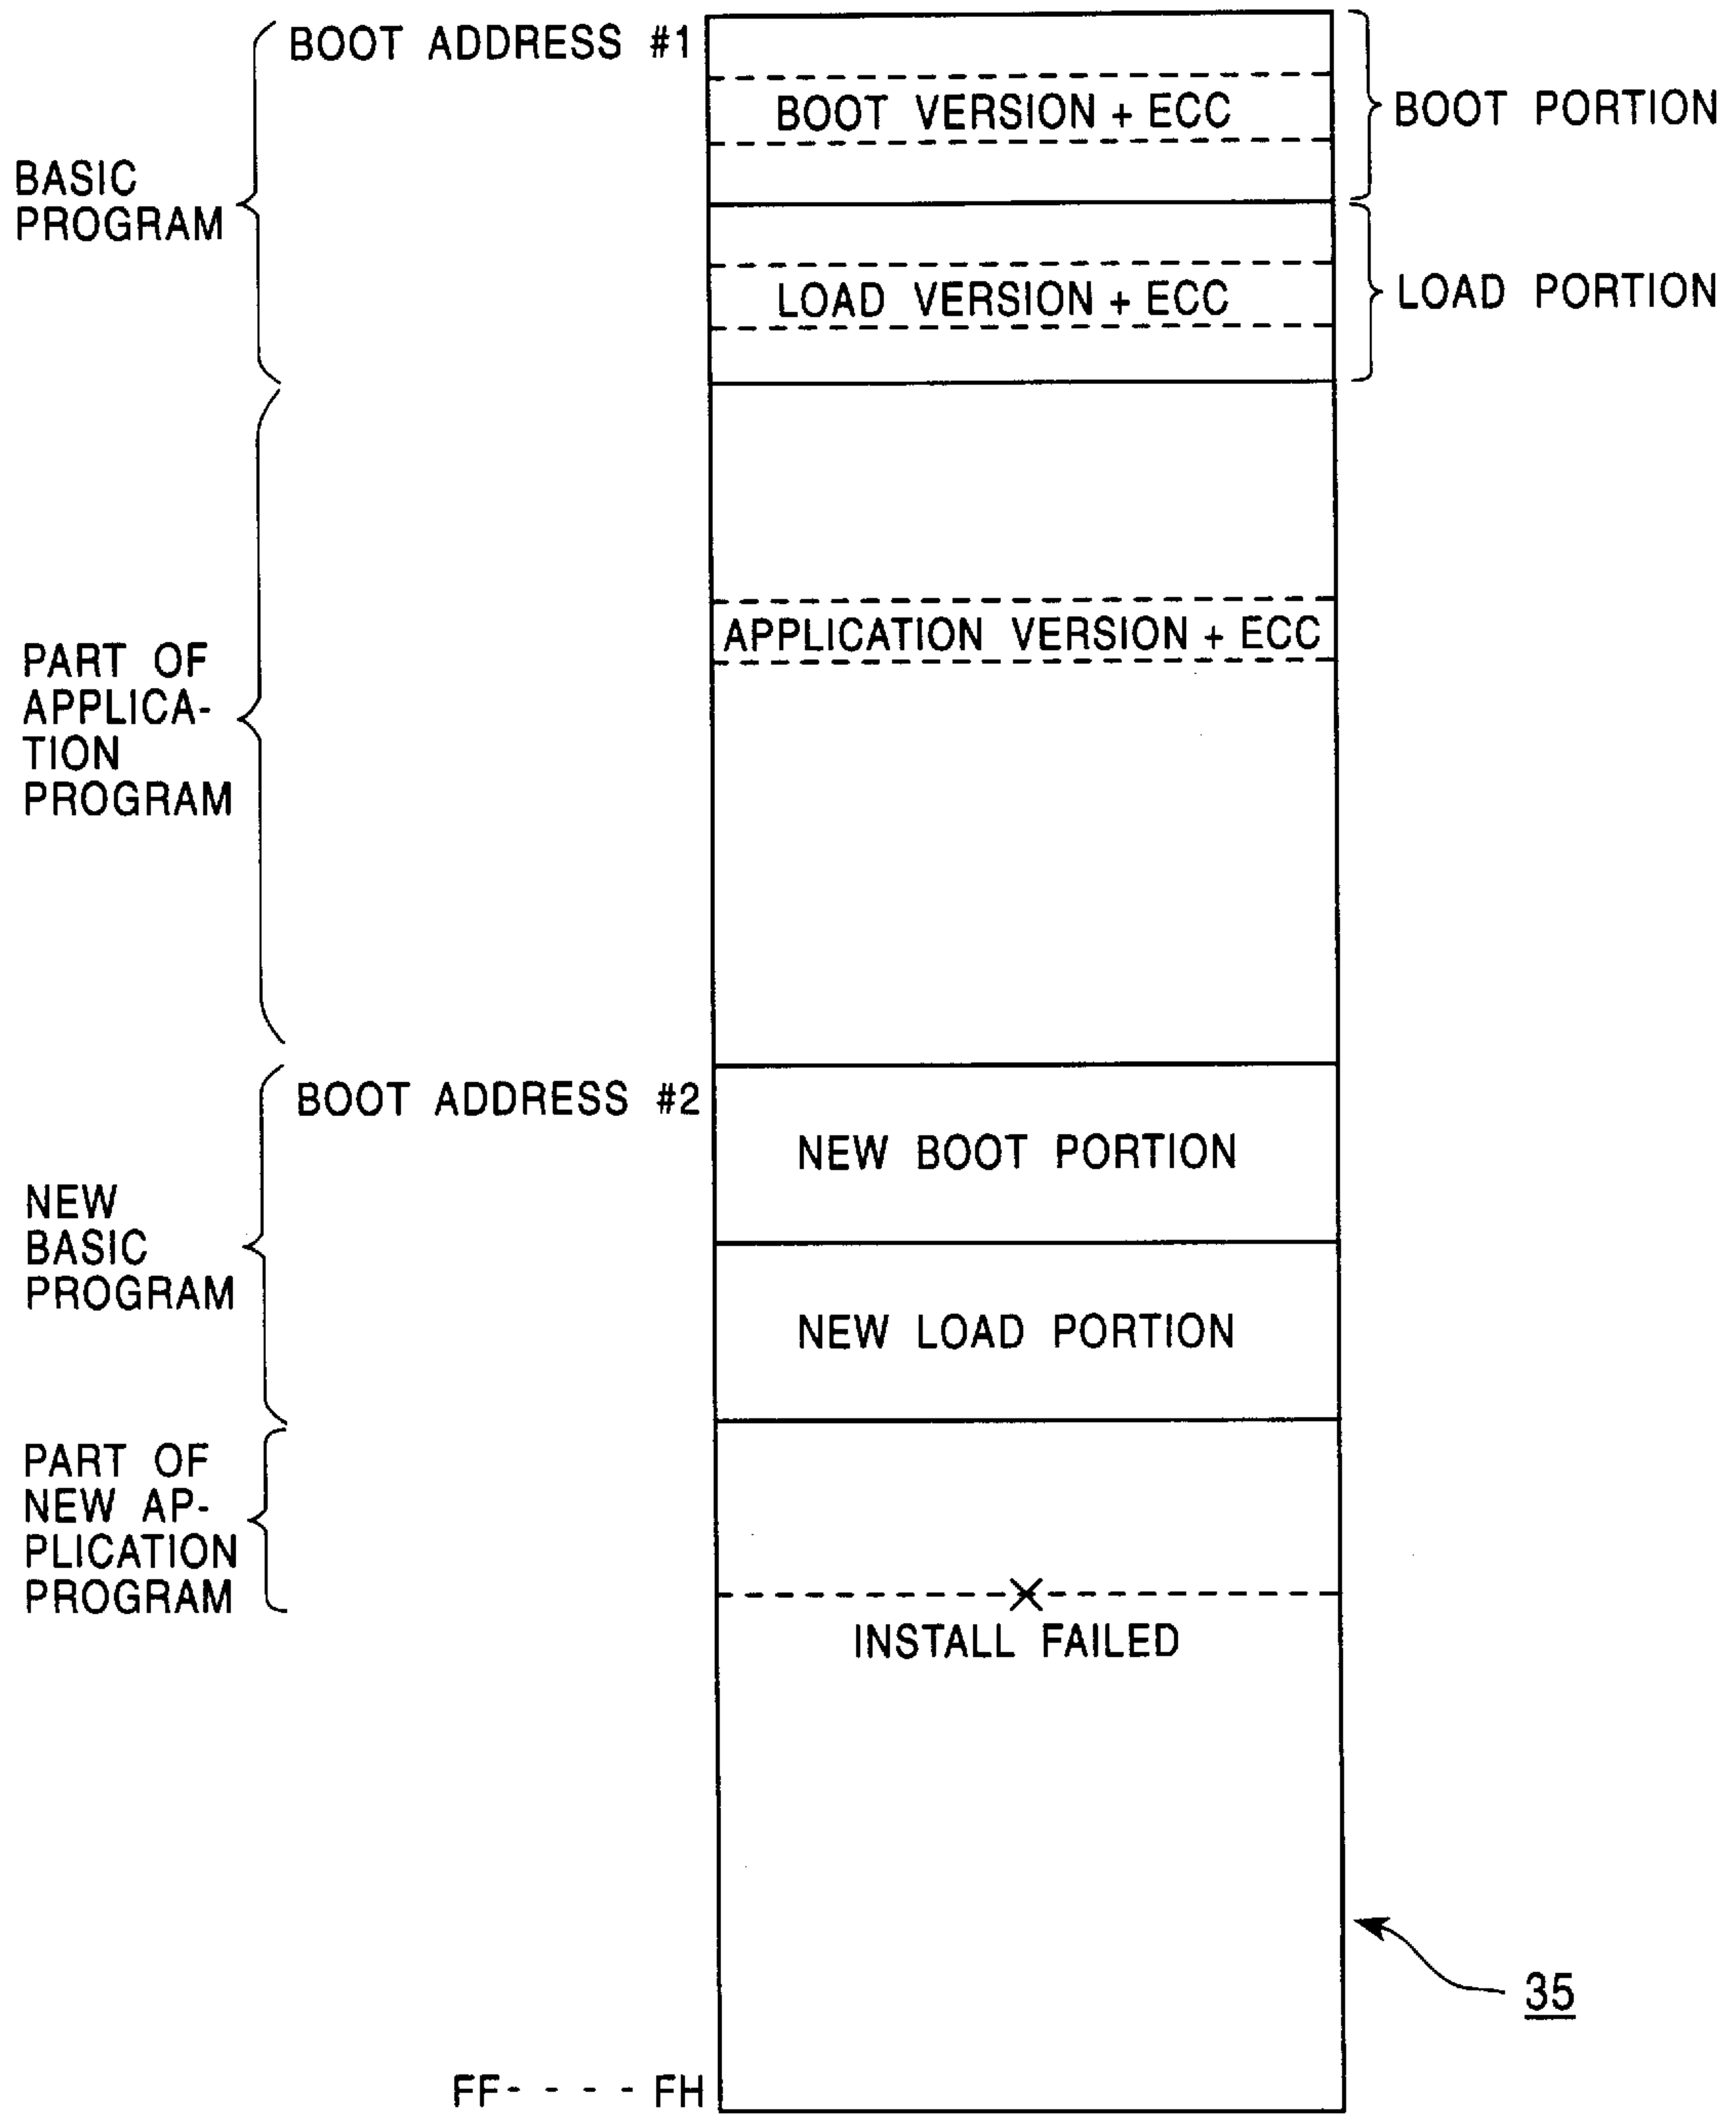 BOOT ADDRESS #1
BOOT VERSION + ECC
BOOT PORTION
BASIC
PROGRAM
LOAD VERSION + ECC
LOAD PORTION
APPLICATION VERSION + ECC
PART OF
APPLICA-
TION
PROGRAM
BOOT ADDRESS #2
NEW BOOT PORTION
NEW
BASIC
PROGRAM
NEW LOAD PORTION
PART OF
NEW AP-
PLICATION
PROGRAM
INSTALL FAILED
35
FF- - - - FH